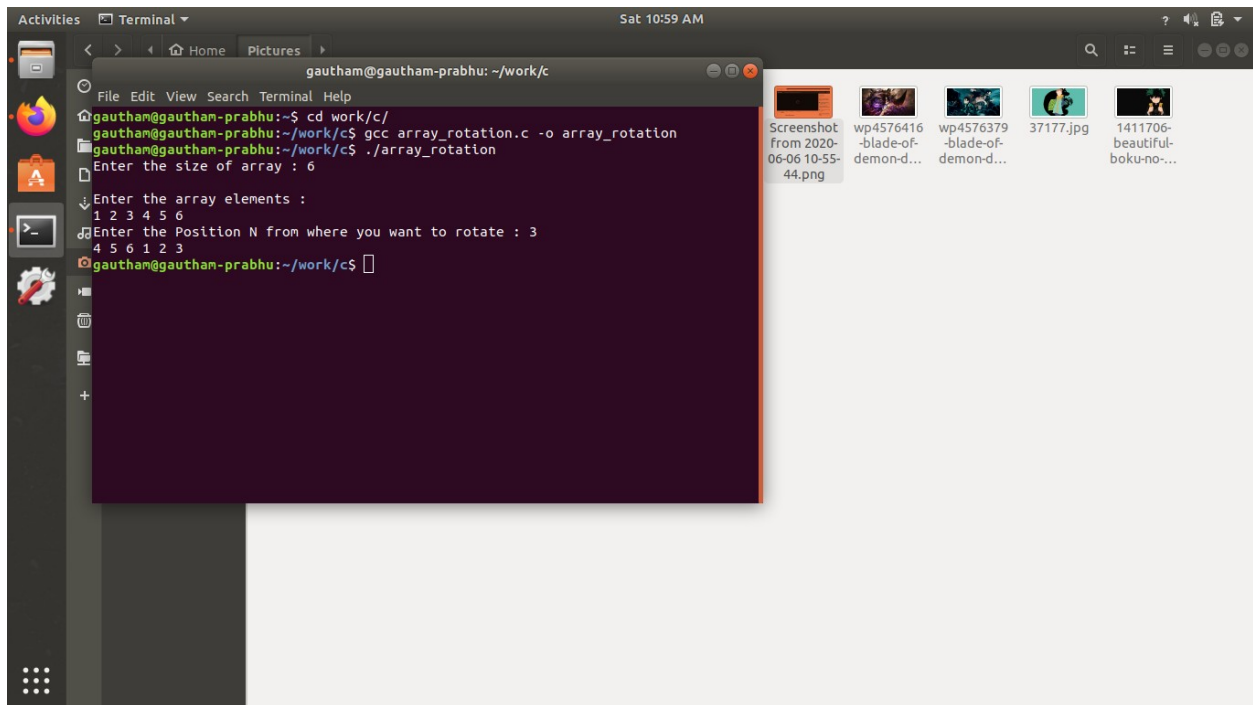 Activities Terminal Sat 10:59 AM ?
Home Pictures
gautham@gautham-prabhu: ~/work/c
File Edit View Search Terminal Help
gautham@gautham-prabhu:~$ cd work/c/
gautham@gautham-prabhu:~/work/c$ gcc array_rotation.c -o array_rotation
gautham@gautham-prabhu:~/work/c$ ./array_rotation
Enter the size of array : 6
Enter the array elements :
1 2 3 4 5 6
Enter the Position N from where you want to rotate : 3
4 5 6 1 2 3
gautham@gautham-prabhu:~/work/c$
Screenshot
from 2020-
06-06 10-55-
44.png
wp4576416
-blade-of-
demon-d...
wp4576379
-blade-of-
demon-d...
37177.jpg
1411706-
beautiful-
boku-no-...